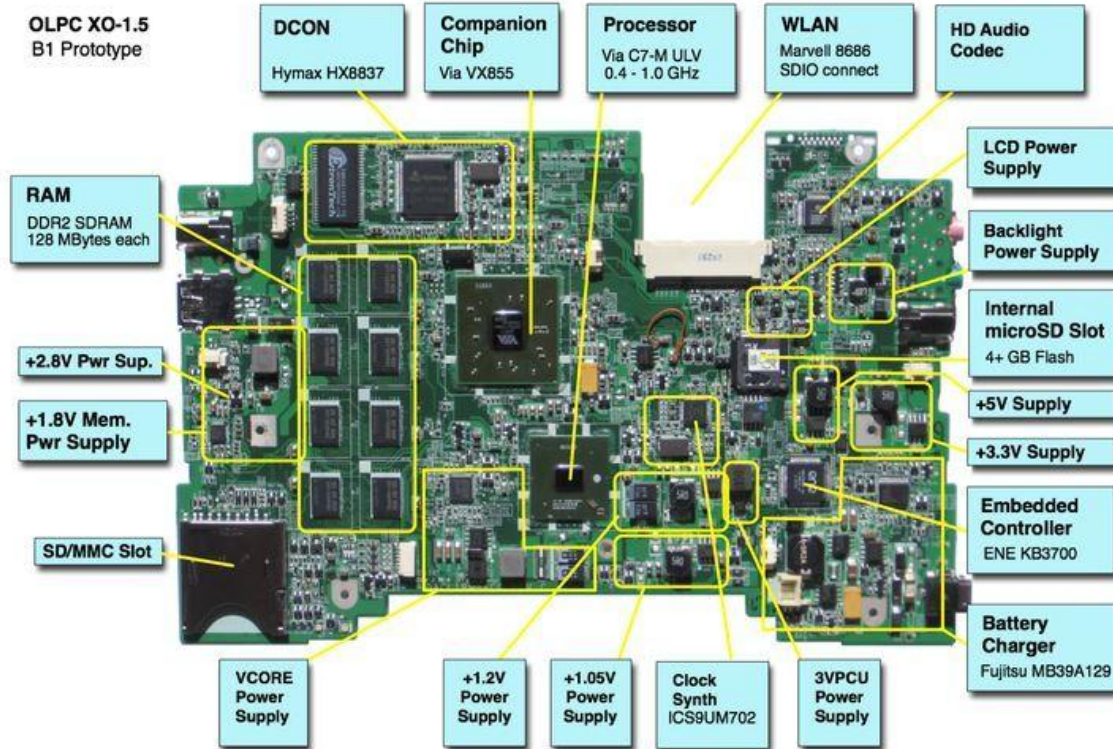 OLPC XO-1.5
B1 Prototype
DCON
Hymax HX8837
Companion
Chip
Via VX855
Processor
Via C7-M ULV
0.4 - 1.0 GHz
WLAN
Marvell 8686
SDIO connect
HD Audio
Codec
LCD Power
Supply
RAM
DDR2 SDRAM
128 MBytes each
Backlight
Power Supply
Internal
microSD Slot
4+ GB Flash
+2.8V Pwr Sup.
+5V Supply
+1.8V Mem.
Pwr Supply
+3.3V Supply
Embedded
Controller
ENE KB3700
SD/MMC Slot
Battery
Charger
Fujitsu MB39A129
VCORE
Power
Supply
+1.2V
Power
Supply
+1.05V
Power
Supply
Clock
Synth
ICS9UM702
3VPCU
Power
Supply
EtronTech
VIA